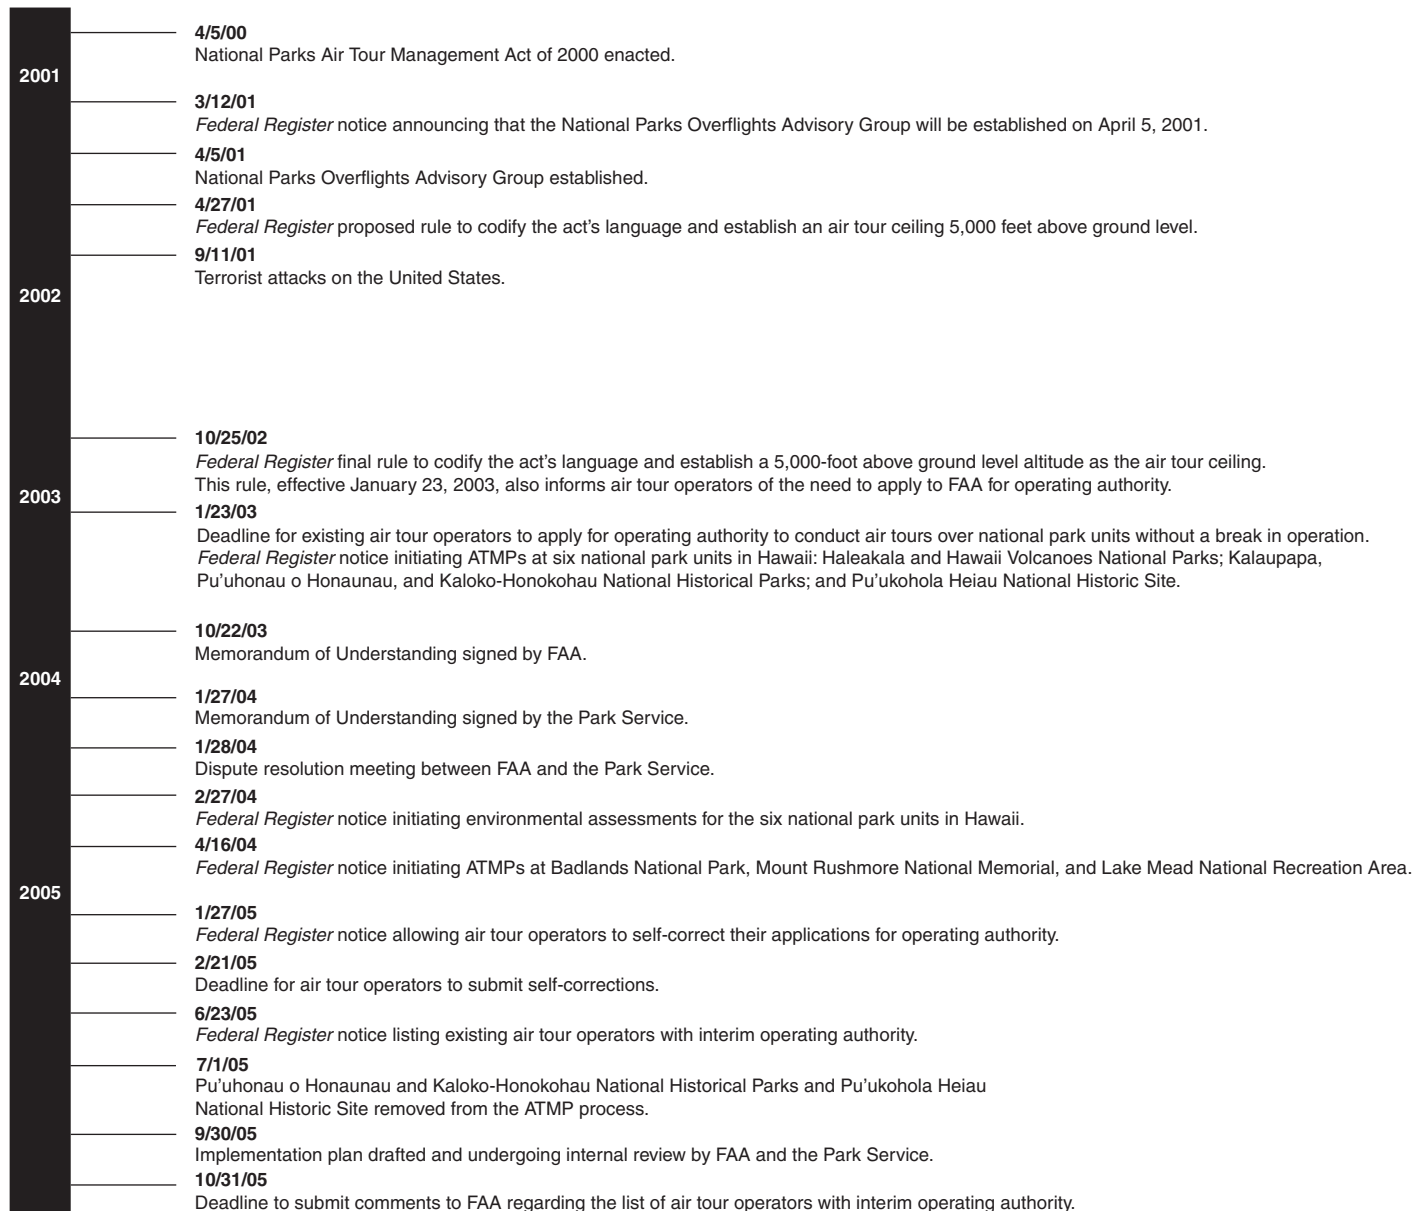 4/5/00
National Parks Air Tour Management Act of 2000 enacted.
2001
3/12/01
Federal Register notice announcing that the National Parks Overflights Advisory Group will be established on April 5, 2001.
4/5/01
National Parks Overflights Advisory Group established.
4/27/01
Federal Register proposed rule to codify the act's language and establish an air tour ceiling 5,000 feet above ground level.
9/11/01
Terrorist attacks on the United States.
2002
10/25/02
Federal Register final rule to codify the act's language and establish a 5,000-foot above ground level altitude as the air tour ceiling.
This rule, effective January 23, 2003, also informs air tour operators of the need to apply to FAA for operating authority.
2003
1/23/03
Deadline for existing air tour operators to apply for operating authority to conduct air tours over national park units without a break in operation.
Federal Register notice initiating ATMPs at six national park units in Hawaii: Haleakala and Hawaii Volcanoes National Parks; Kalaupapa,
Pu'uhonau o Honaunau, and Kaloko-Honokohau National Historical Parks; and Pu'ukohola Heiau National Historic Site.
10/22/03
Memorandum of Understanding signed by FAA.
2004
1/27/04
Memorandum of Understanding signed by the Park Service.
1/28/04
Dispute resolution meeting between FAA and the Park Service.
2/27/04
Federal Register notice initiating environmental assessments for the six national park units in Hawaii.
4/16/04
Federal Register notice initiating ATMPs at Badlands National Park, Mount Rushmore National Memorial, and Lake Mead National Recreation Area.
2005
1/27/05
Federal Register notice allowing air tour operators to self-correct their applications for operating authority.
2/21/05
Deadline for air tour operators to submit self-corrections.
6/23/05
Federal Register notice listing existing air tour operators with interim operating authority.
7/1/05
Pu'uhonau o Honaunau and Kaloko-Honokohau National Historical Parks and Pu'ukohola Heiau
National Historic Site removed from the ATMP process.
9/30/05
Implementation plan drafted and undergoing internal review by FAA and the Park Service.
10/31/05
Deadline to submit comments to FAA regarding the list of air tour operators with interim operating authority.